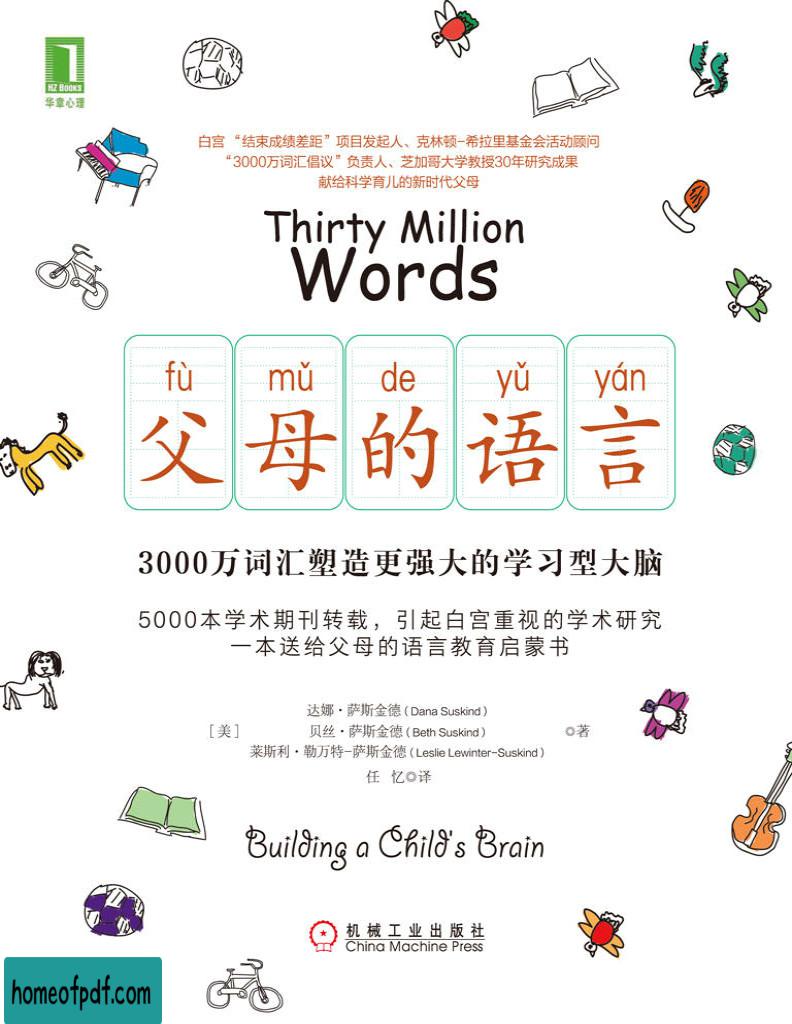 HZ BOOKS
华章心理
白宫 “结束成绩差距” 项目发起人、克林顿-希拉里基金会活动顾问
“3000万词汇倡议” 负责人、芝加哥大学教授30年研究成果
献给科学育儿的新时代父母
Thirty Million
Words
fù mǔ de yǔ yán
父母的语言
3000万词汇塑造更强大的学习型大脑
5000本学术期刊转载，引起白宫重视的学术研究
一本送给父母的语言教育启蒙书
达娜·萨斯金德 ( Dana Suskind )
[ 美 ] 贝丝·萨斯金德 ( Beth Suskind ) ◎著
莱斯利·勒万特-萨斯金德 ( Leslie Lewinter-Suskind )
任 忆◎译
Building a Child's Brain
机械工业出版社
China Machine Press
homeofpdf.com